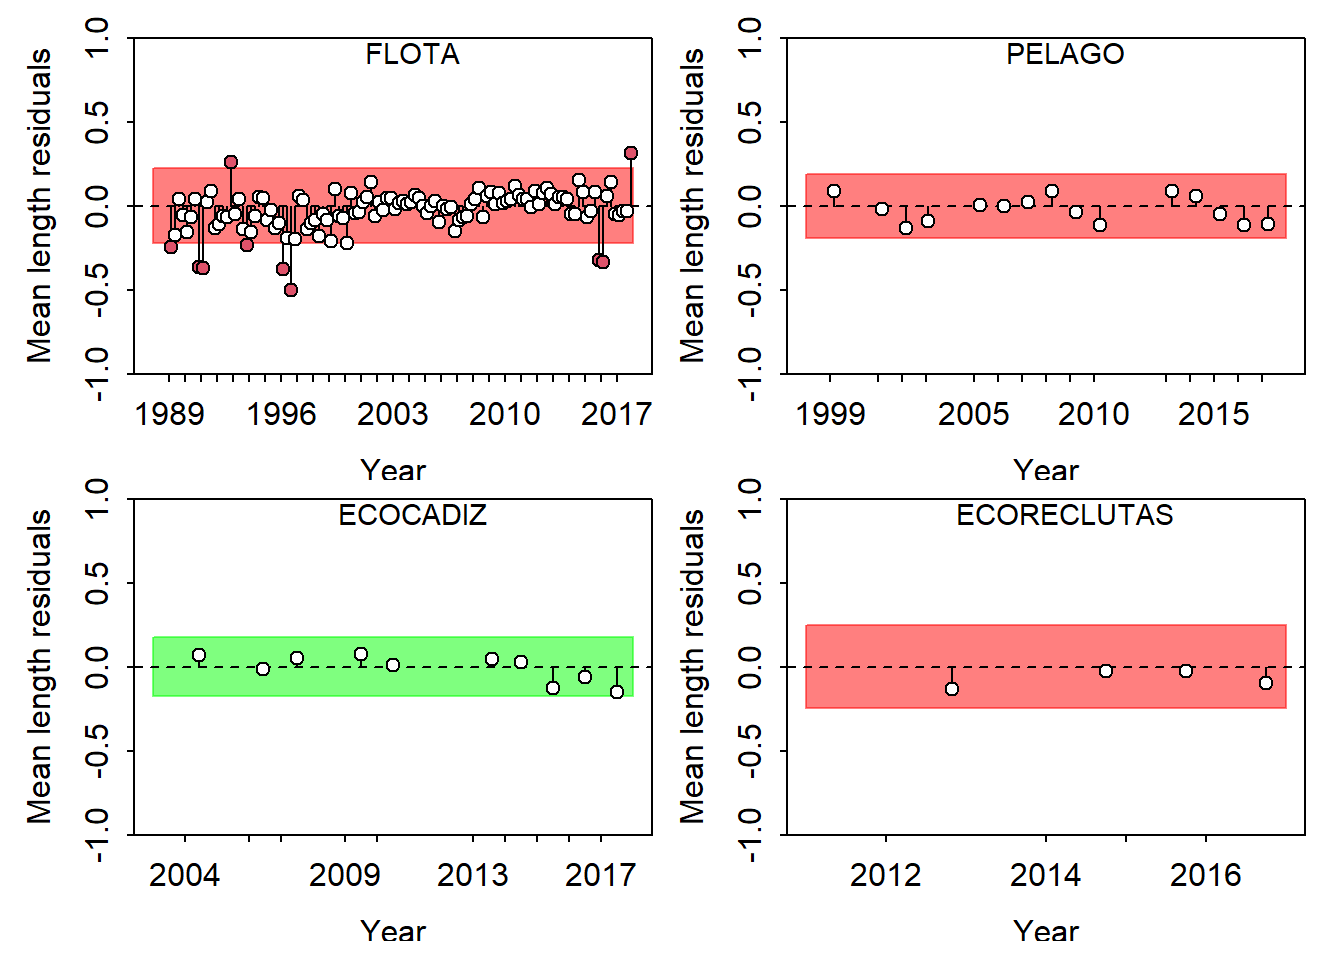 FLOTA
Mean length residuals
1.0
0.5
0.0
-0.5
-1.0
1989 1996 2003 2010 2017
Year
PELAGO
Mean length residuals
1.0
0.5
0.0
-0.5
-1.0
1999 2005 2010 2015
Year
ECOCADIZ
Mean length residuals
1.0
0.5
0.0
-0.5
-1.0
2004 2009 2013 2017
Year
ECORECLUTAS
Mean length residuals
1.0
0.5
0.0
-0.5
-1.0
2012 2014 2016
Year